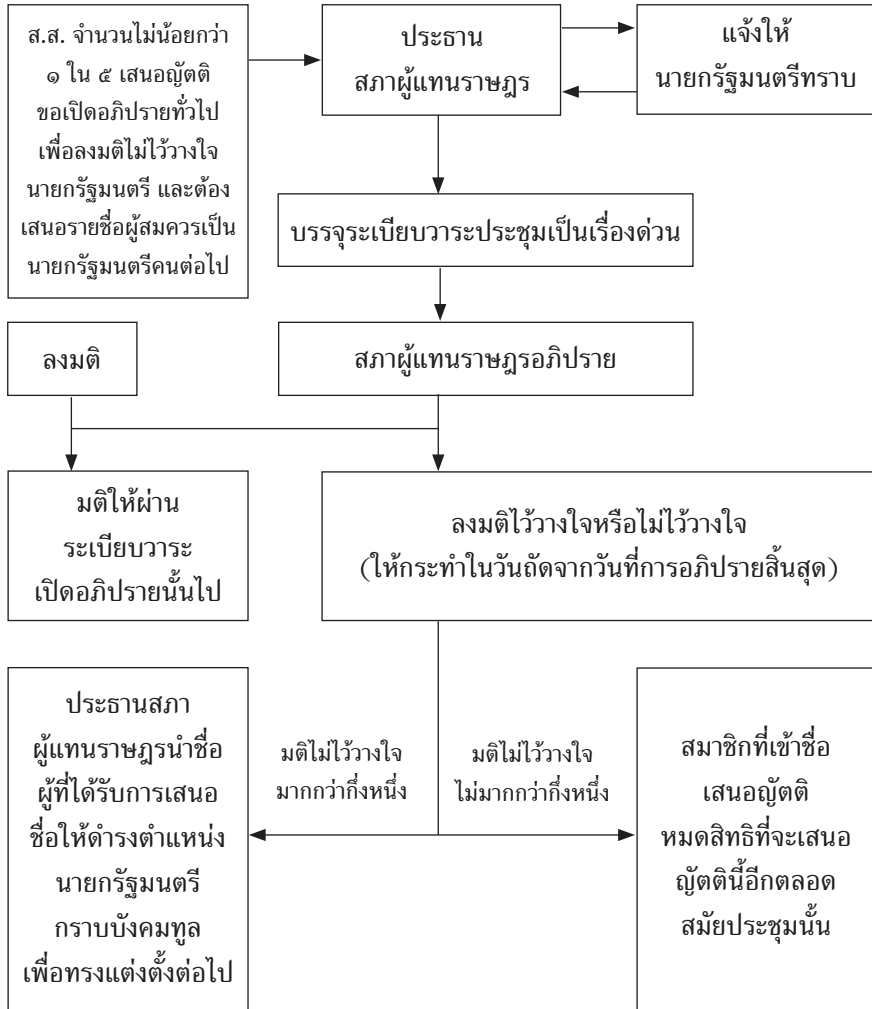 ส.ส. จำนวนไม่น้อยกว่า
๑ ใน ๕ เสนอญัตติ
ขอเปิดอภิปรายทั่วไป
เพื่อลงมติไม่ไว้วางใจ
นายกรัฐมนตรี และต้อง
เสนอรายชื่อผู้สมควรเป็น
นายกรัฐมนตรีคนต่อไป
ประธาน
สภาผู้แทนราษฎร
แจ้งให้
นายกรัฐมนตรีทราบ
บรรจุระเบียบวาระประชุมเป็นเรื่องด่วน
ลงมติ
สภาผู้แทนราษฎรอภิปราย
มติให้ผ่าน
ระเบียบวาระ
เปิดอภิปรายนั้นไป
ลงมติไว้วางใจหรือไม่ไว้วางใจ
(ให้กระทำในวันถัดจากวันที่การอภิปรายสิ้นสุด)
ประธานสภา
ผู้แทนราษฎรนำชื่อ
ผู้ที่ได้รับการเสนอ
ชื่อให้ดำรงตำแหน่ง
นายกรัฐมนตรี
กราบบังคมทูล
เพื่อทรงแต่งตั้งต่อไป
มติไม่ไว้วางใจ
มากกว่ากึ่งหนึ่ง
มติไม่ไว้วางใจ
ไม่มากกว่ากึ่งหนึ่ง
สมาชิกที่เข้าชื่อ
เสนอญัตติ
หมดสิทธิที่จะเสนอ
ญัตตินี้อีกตลอด
สมัยประชุมนั้น